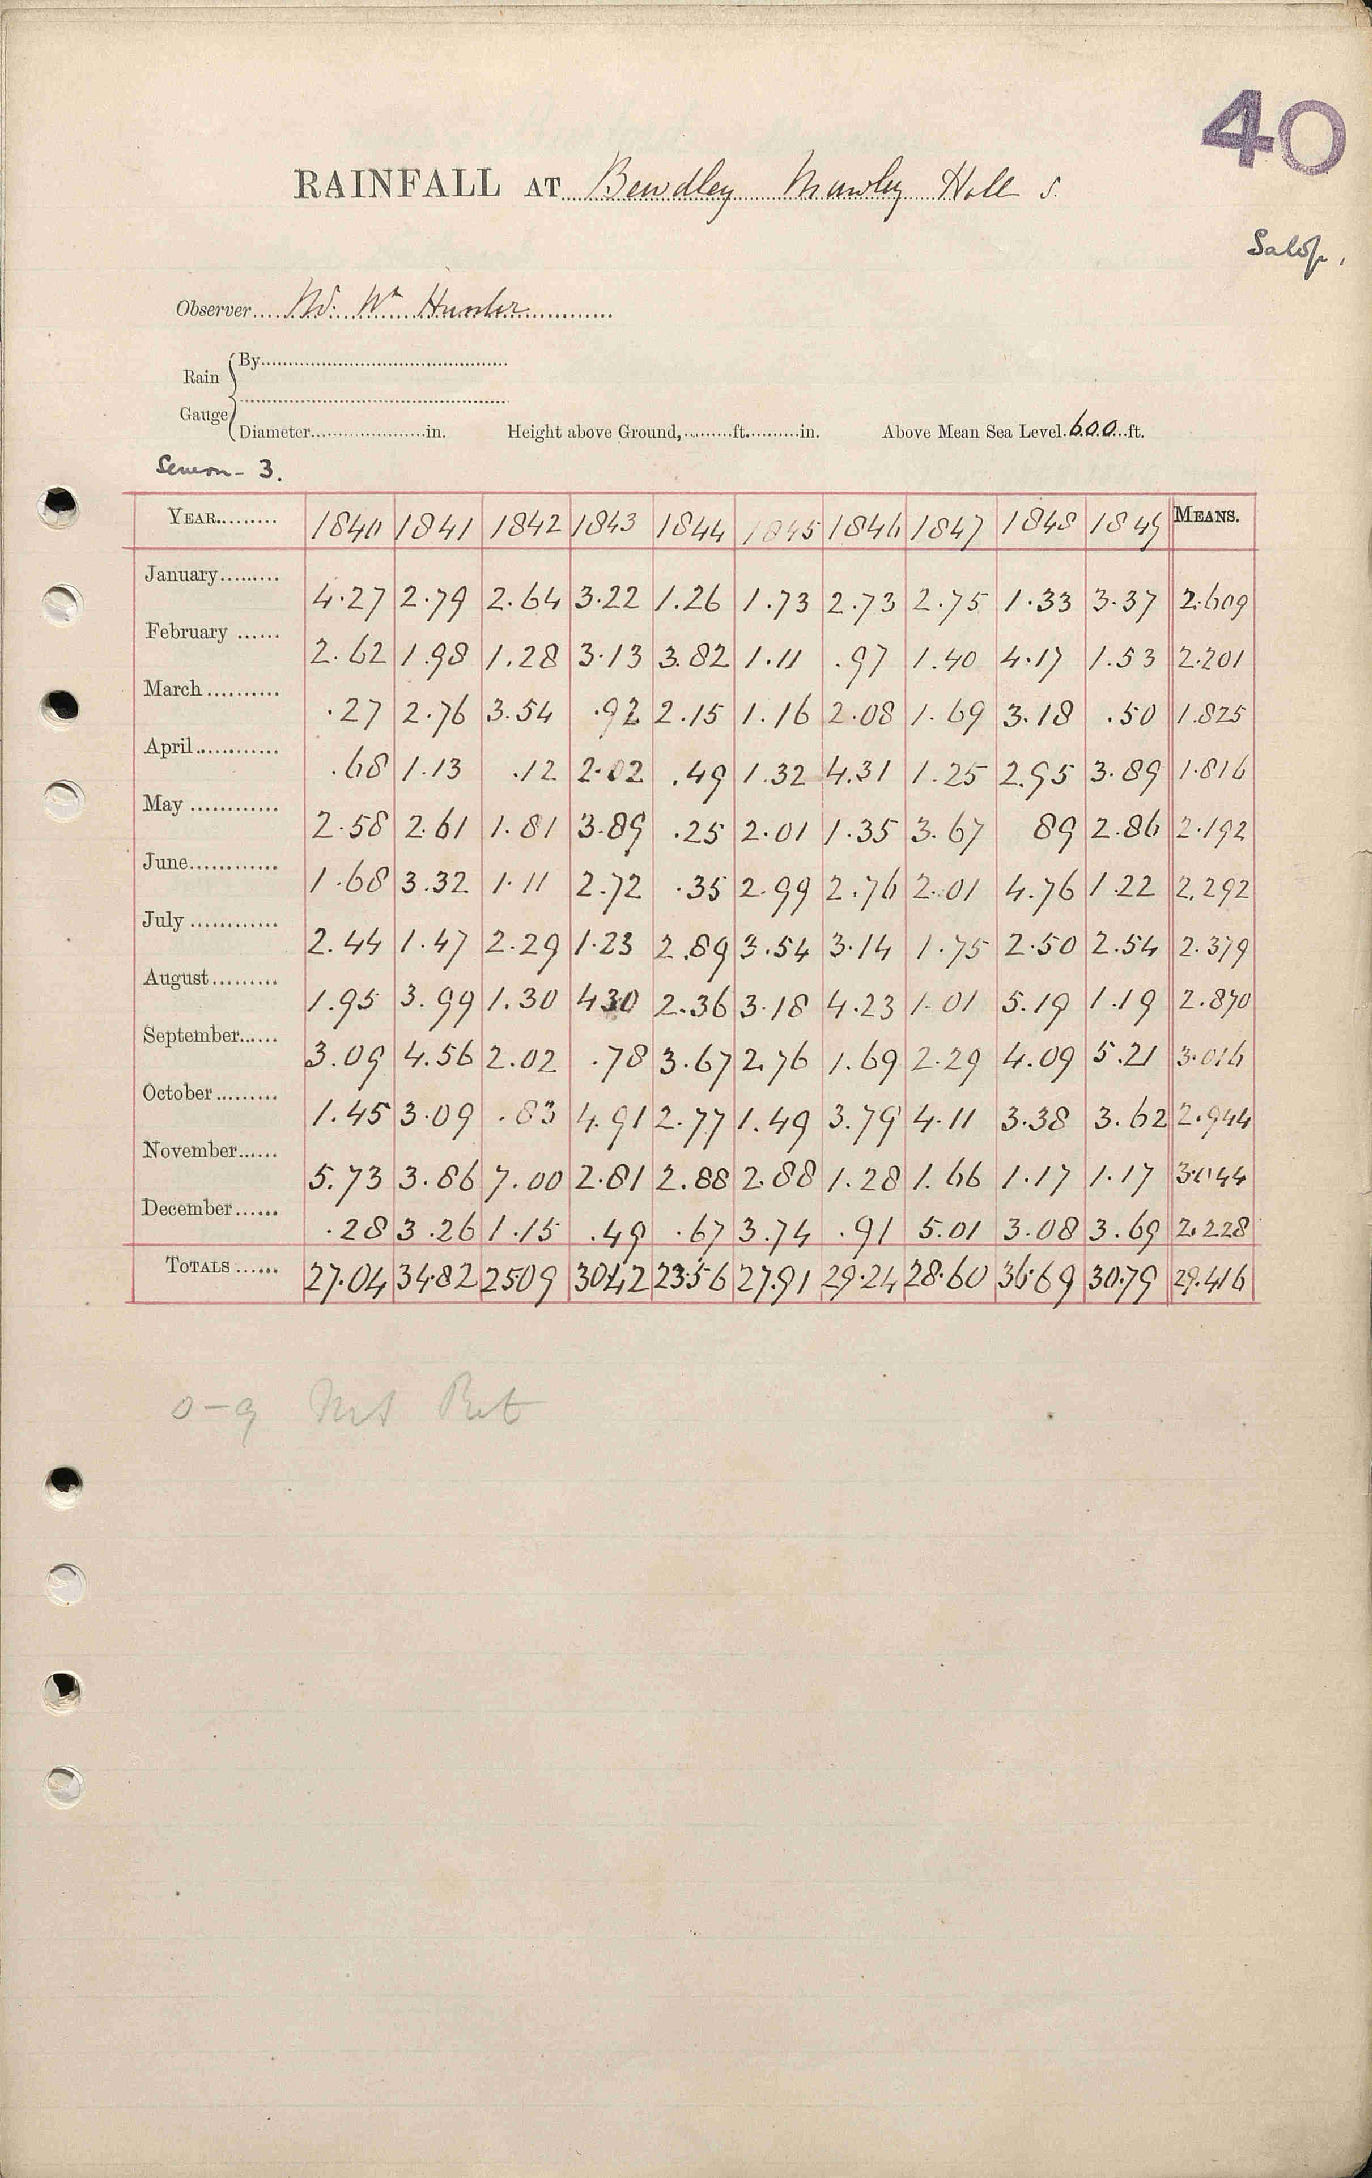 40
RAINFALL AT Bewdley Mawley Hall S.
Salop.
Observer.... Mr. Wm Hunter
Rain Gauge
By
Diameter in. Height above Ground, ft. in. Above Mean Sea Level. 600 ft.
Severn - 3.
YEAR 1840 1841 1842 1843 1844 1845 1846 1847 1848 1849 MEANS.
January 4.27 2.79 2.64 3.22 1.26 1.73 2.73 2.75 1.33 3.37 2.609
February 2.62 1.98 1.28 3.13 3.82 1.11 .97 1.40 4.17 1.53 2.201
March .27 2.76 3.54 .92 2.15 1.16 2.08 1.69 3.18 .50 1.825
April .68 1.13 .12 2.02 .49 1.32 4.31 1.25 2.95 3.89 1.816
May 2.58 2.61 1.81 3.89 .25 2.01 1.35 3.67 89 2.86 2.192
June 1.68 3.32 1.11 2.72 .35 2.99 2.76 2.01 4.76 1.22 2.292
July 2.44 1.47 2.29 1.23 2.89 3.54 3.14 1.75 2.50 2.54 2.379
August 1.95 3.99 1.30 430 2.36 3.18 4.23 1.01 5.19 1.19 2.870
September 3.09 4.56 2.02 .78 3.67 2.76 1.69 2.29 4.09 5.21 3.016
October 1.45 3.09 .83 4.91 2.77 1.49 3.79 4.11 3.38 3.62 2.944
November 5.73 3.86 7.00 2.81 2.88 2.88 1.28 1.66 1.17 1.17 3.044
December .28 3.26 1.15 .49 .67 3.74 .91 5.01 3.08 3.69 2.228
TOTALS 27.04 34.82 25.09 30.42 23.56 27.91 29.24 28.60 36.69 30.79 29.416
0-9